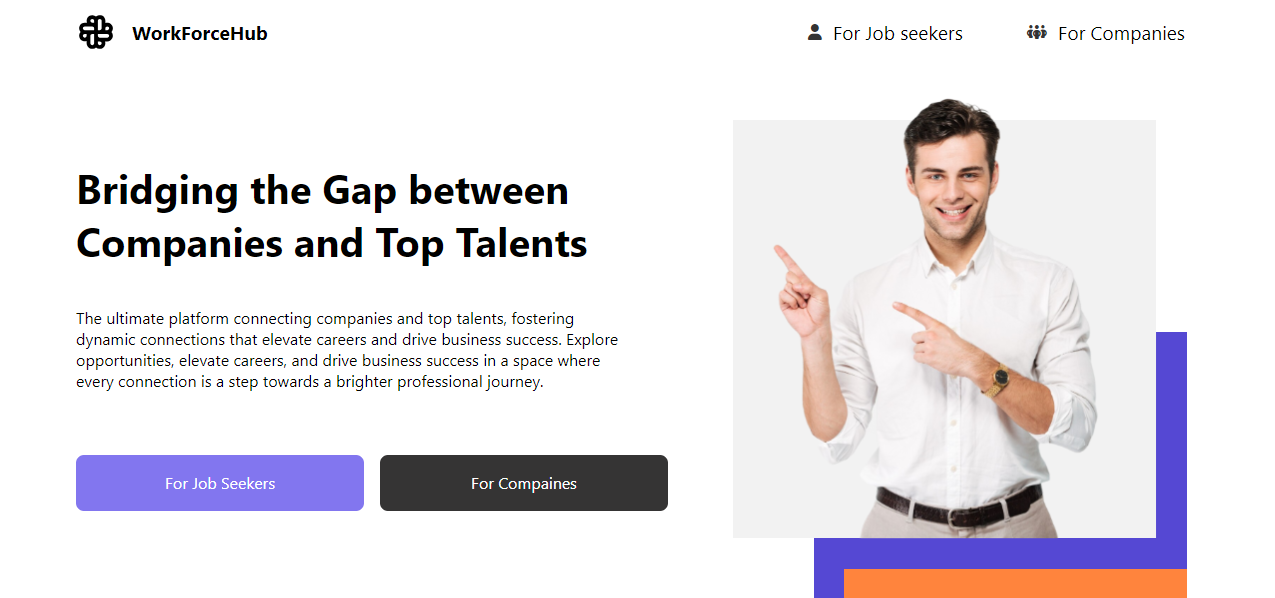 WorkForceHub
For Job seekers
For Companies
Bridging the Gap between
Companies and Top Talents
The ultimate platform connecting companies and top talents, fostering
dynamic connections that elevate careers and drive business success. Explore
opportunities, elevate careers, and drive business success in a space where
every connection is a step towards a brighter professional journey.
For Job Seekers
For Compaines